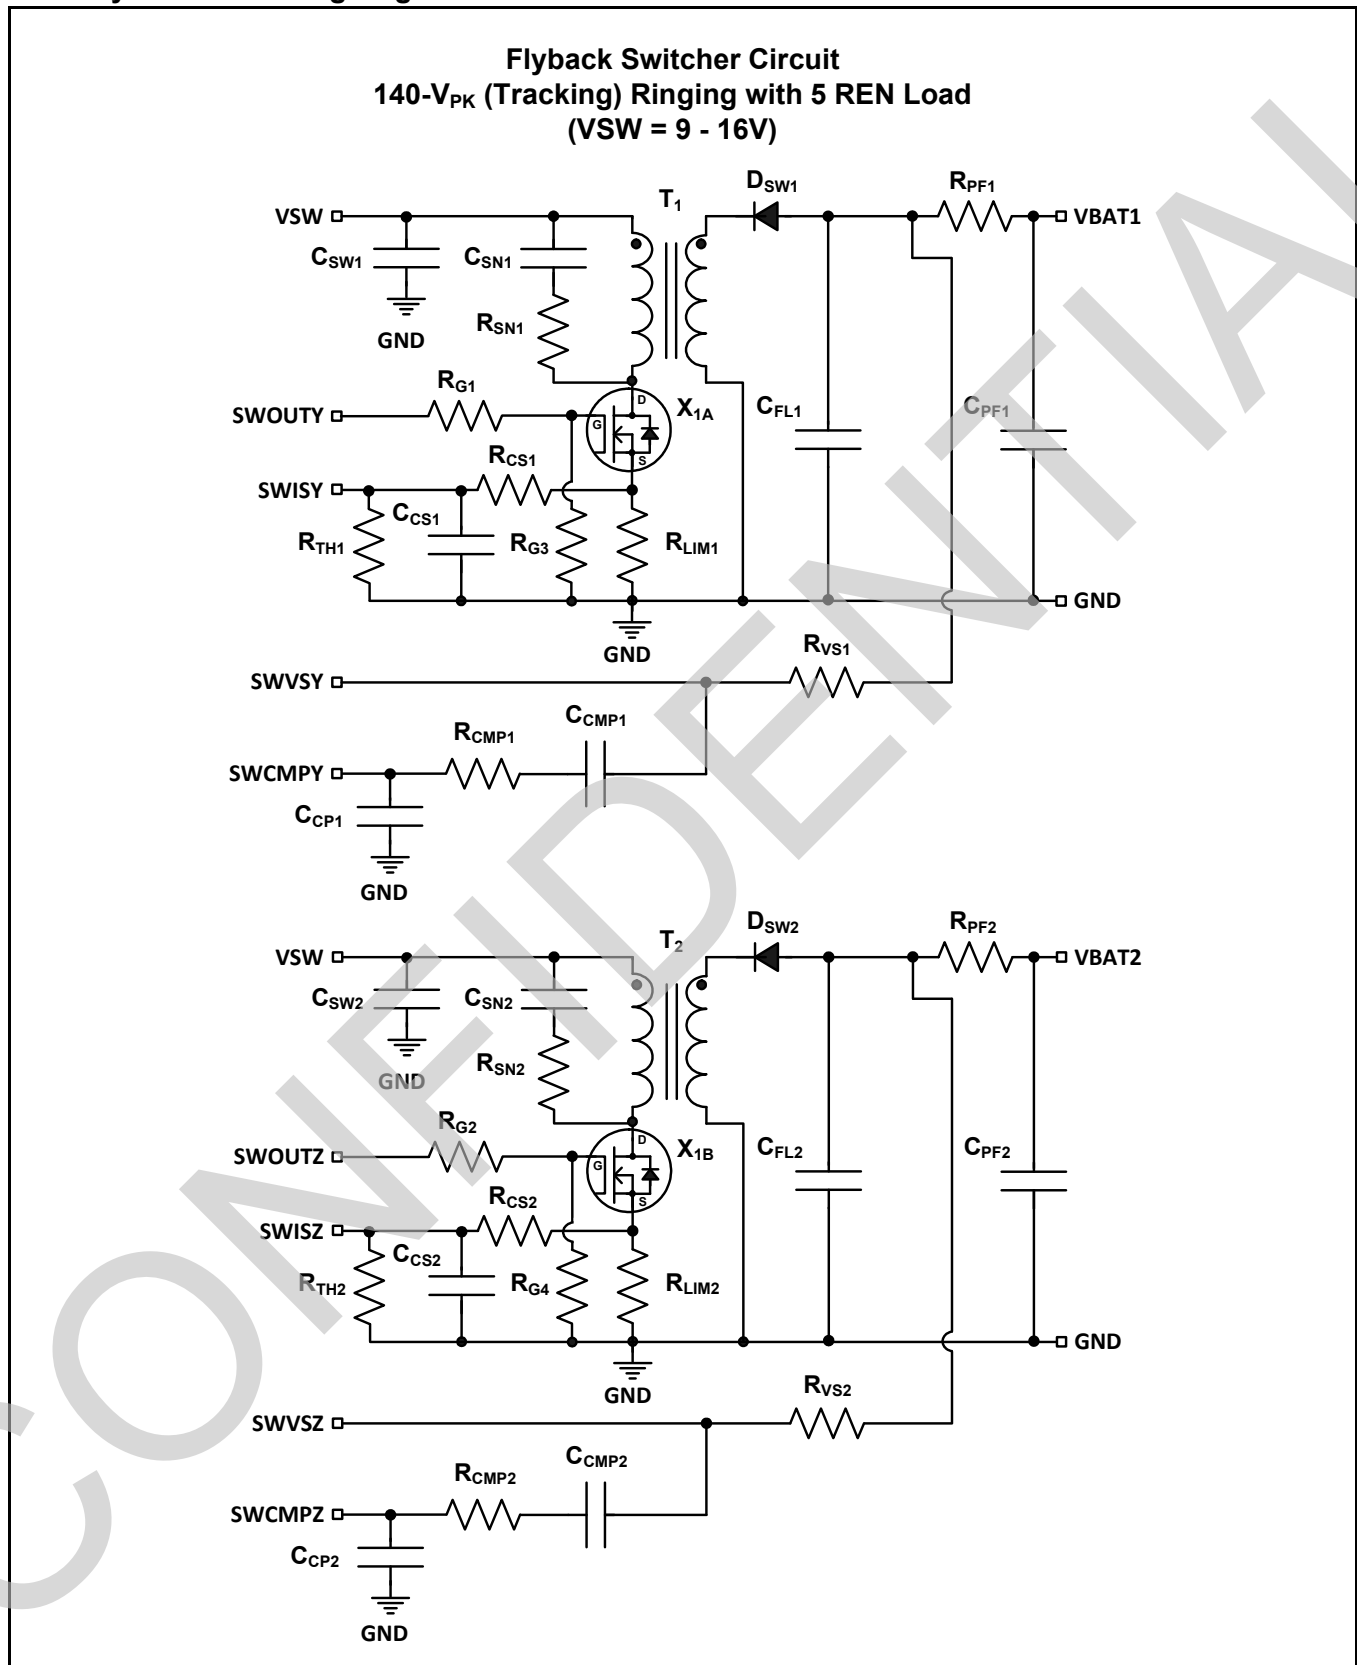 Flyback Switcher Circuit
140-VPK (Tracking) Ringing with 5 REN Load
(VSW = 9 - 16V)
T1
DSW1
RPF1
VSW
VBAT1
CSW1
CSN1
GND
RSN1
RG1
SWOUTY
D
G
S
X1A
CFL1
CPF1
RCS1
SWISY
CCS1
RTH1
RG3
RLIM1
GND
GND
RVS1
SWVSY
CCMP1
RCMP1
SWCMPY
CCP1
GND
T2
DSW2
RPF2
VSW
VBAT2
CSW2
CSN2
GND
RSN2
RG2
SWOUTZ
D
G
S
X1B
CFL2
CPF2
RCS2
SWISZ
CCS2
RTH2
RG4
RLIM2
GND
GND
RVS2
SWVSZ
CCMP2
RCMP2
SWCMPZ
CCP2
GND
CONFIDENTIAL